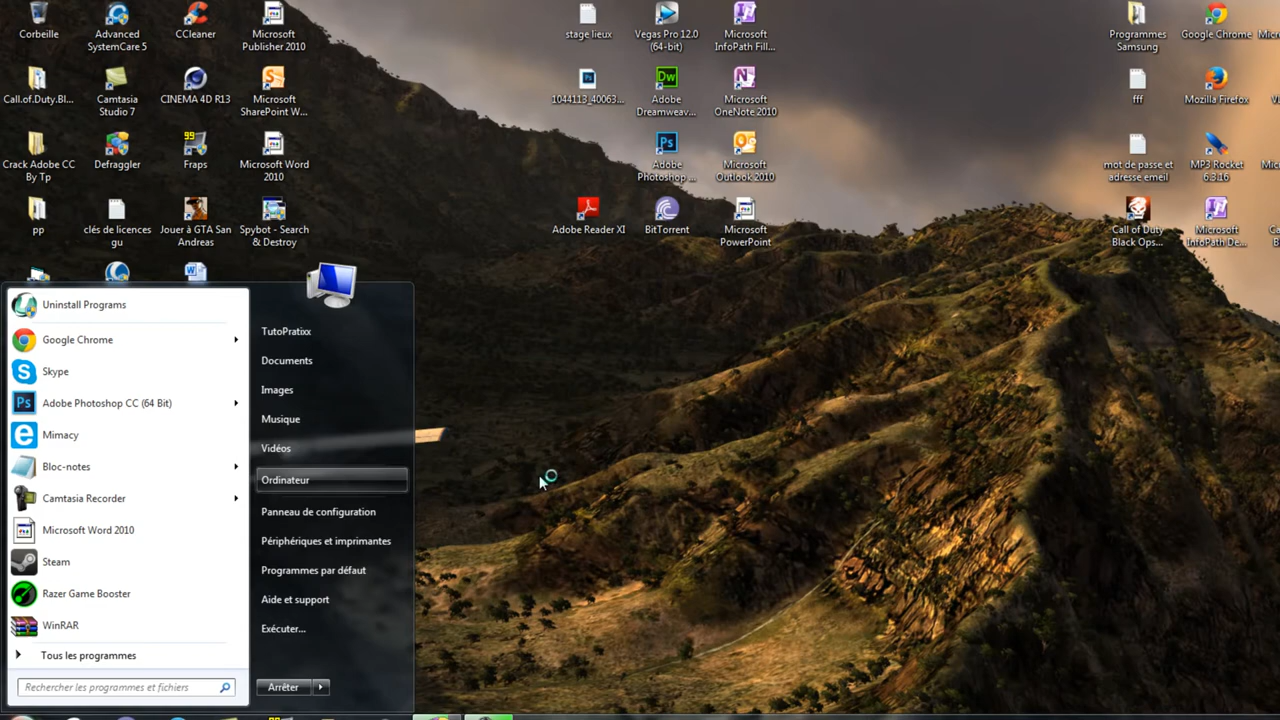 Corbeille
Advanced
SystemCare 5
CCleaner
Microsoft
Publisher 2010
stage lieux
Vegas Pro 12.0
(64-bit)
Microsoft
InfoPath Fill...
Programmes
Samsung
Google Chrome
Call.of.Duty.Bl...
Camtasia
Studio 7
CINEMA 4D R13
Microsoft
SharePoint W...
1044113_40063...
Adobe
Dreamweav...
Microsoft
OneNote 2010
fff
Mozilla Firefox
Crack Adobe CC
By Tp
Defraggler
99
Fraps
Microsoft Word
2010
Adobe
Photoshop ...
Microsoft
Outlook 2010
mot de passe et
adresse emeil
MP3 Rocket
6.3.16
pp
clés de licences
gu
Jouer à GTA San
Andreas
Spybot - Search
& Destroy
Adobe Reader XI
BitTorrent
Microsoft
PowerPoint
Call of Duty
Black Ops...
Microsoft
InfoPath De...
Uninstall Programs
Google Chrome
Skype
Adobe Photoshop CC (64 Bit)
Mimacy
Bloc-notes
Camtasia Recorder
Microsoft Word 2010
Steam
Razer Game Booster
WinRAR
Tous les programmes
Rechercher les programmes et fichiers
TutoPratixx
Documents
Images
Musique
Vidéos
Ordinateur
Panneau de configuration
Périphériques et imprimantes
Programmes par défaut
Aide et support
Exécuter...
Arrêter